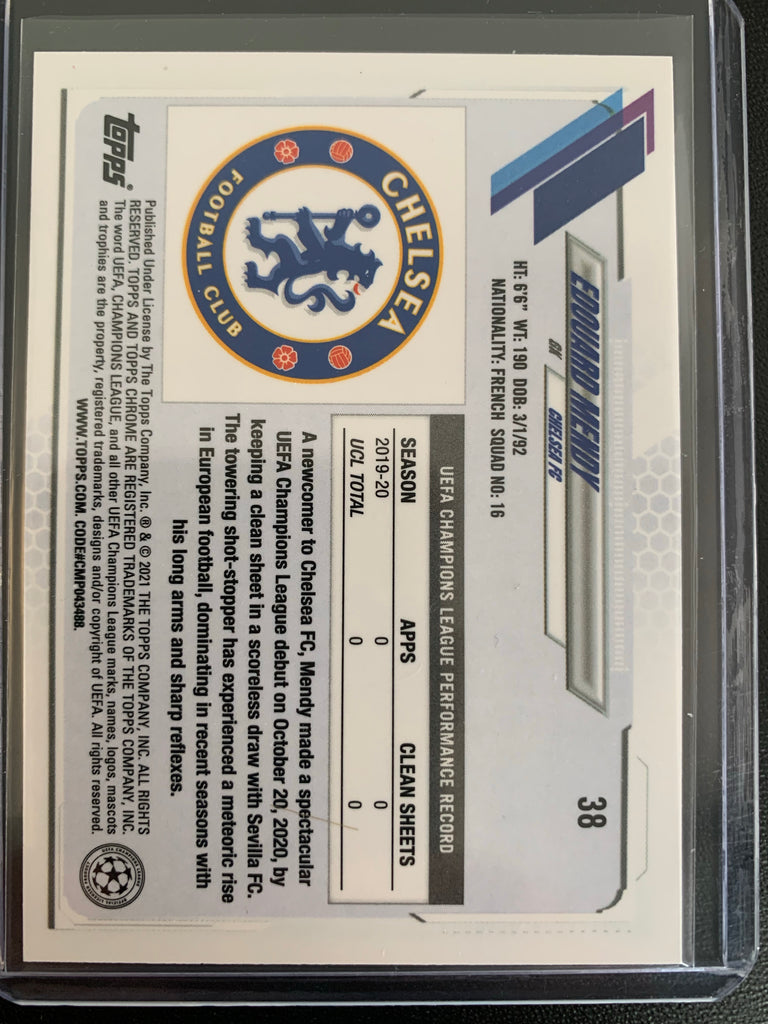 38
EDOUARD MENDY
GK
CHELSEA FC
HT: 6'6" WT: 190 DOB: 3/1/92
NATIONALITY: FRENCH SQUAD NO: 16
CHELSEA
FOOTBALL CLUB
UEFA CHAMPIONS LEAGUE PERFORMANCE RECORD
SEASON APPS CLEAN SHEETS
2019-20 0 0
UCL TOTAL 0 0
A newcomer to Chelsea FC, Mendy made a spectacular
UEFA Champions League debut on October 20, 2020, by
keeping a clean sheet in a scoreless draw with Sevilla FC.
The towering shot-stopper has experienced a meteoric rise
in European football, dominating in recent seasons with
his long arms and sharp reflexes.
topps®
Published Under License by The Topps Company, Inc. ® & © 2021 THE TOPPS COMPANY, INC. ALL RIGHTS
RESERVED. TOPPS AND TOPPS CHROME ARE REGISTERED TRADEMARKS OF THE TOPPS COMPANY, INC.
The word UEFA, CHAMPIONS LEAGUE, and all other UEFA Champions League marks, names, logos, mascots
and trophies are the property, registered trademarks, designs and/or copyright of UEFA. All rights reserved.
WWW.TOPPS.COM. CODE#CMP043488.
UEFA CHAMPIONS LEAGUE
OFFICIAL LICENSED PRODUCT